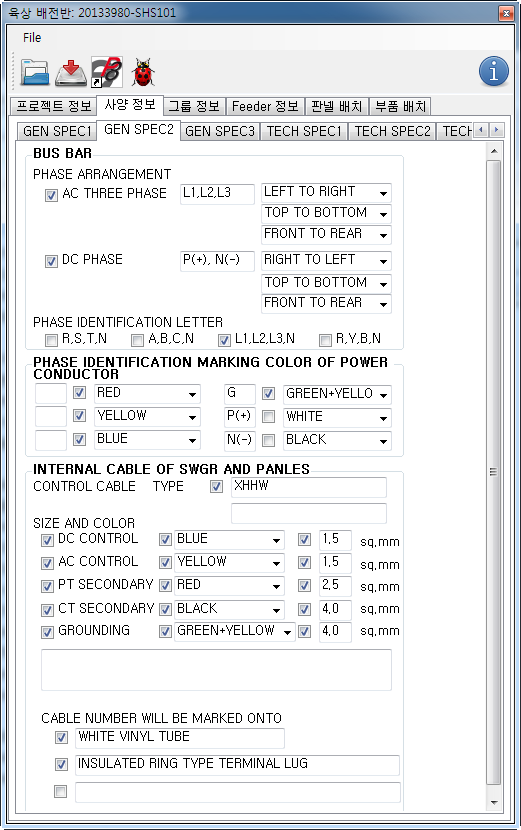 육상 배전반: 20133980-SHS101
File
프로젝트 정보 사양 정보 그룹 정보 Feeder 정보 판넬 배치 부품 배치
GEN SPEC1 GEN SPEC2 GEN SPEC3 TECH SPEC1 TECH SPEC2 TECH
BUS BAR
PHASE ARRANGEMENT
AC THREE PHASE L1,L2,L3 LEFT TO RIGHT
TOP TO BOTTOM
FRONT TO REAR
DC PHASE P(+), N(-) RIGHT TO LEFT
TOP TO BOTTOM
FRONT TO REAR
PHASE IDENTIFICATION LETTER
R,S,T,N A,B,C,N L1,L2,L3,N R,Y,B,N
PHASE IDENTIFICATION MARKING COLOR OF POWER
CONDUCTOR
RED G GREEN+YELLO
YELLOW P(+) WHITE
BLUE N(-) BLACK
INTERNAL CABLE OF SWGR AND PANLES
CONTROL CABLE TYPE XHHW
SIZE AND COLOR
DC CONTROL BLUE 1,5 sq,mm
AC CONTROL YELLOW 1,5 sq,mm
PT SECONDARY RED 2,5 sq,mm
CT SECONDARY BLACK 4,0 sq,mm
GROUNDING GREEN+YELLOW 4,0 sq,mm
CABLE NUMBER WILL BE MARKED ONTO
WHITE VINYL TUBE
INSULATED RING TYPE TERMINAL LUG